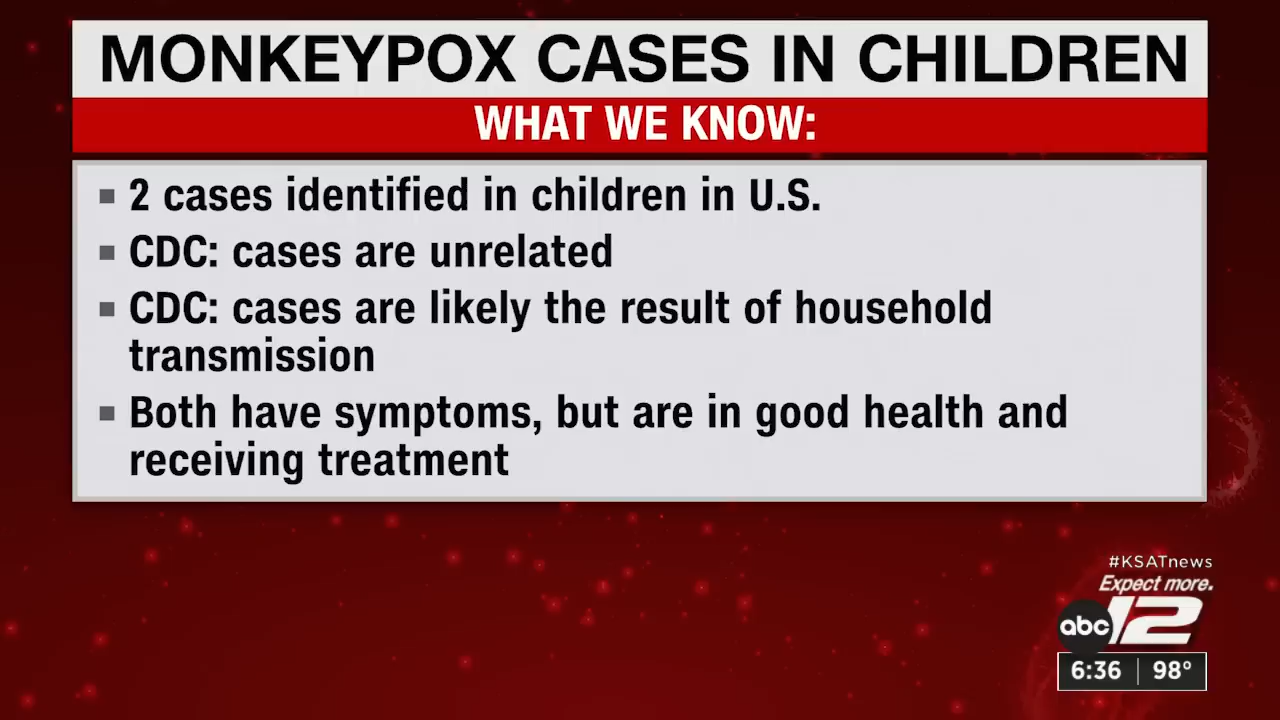 MONKEYPOX CASES IN CHILDREN
WHAT WE KNOW:
▪ 2 cases identified in children in U.S.
▪ CDC: cases are unrelated
▪ CDC: cases are likely the result of household
transmission
▪ Both have symptoms, but are in good health and
receiving treatment
#KSATnews
Expect more.
abc 12
6:36 | 98°